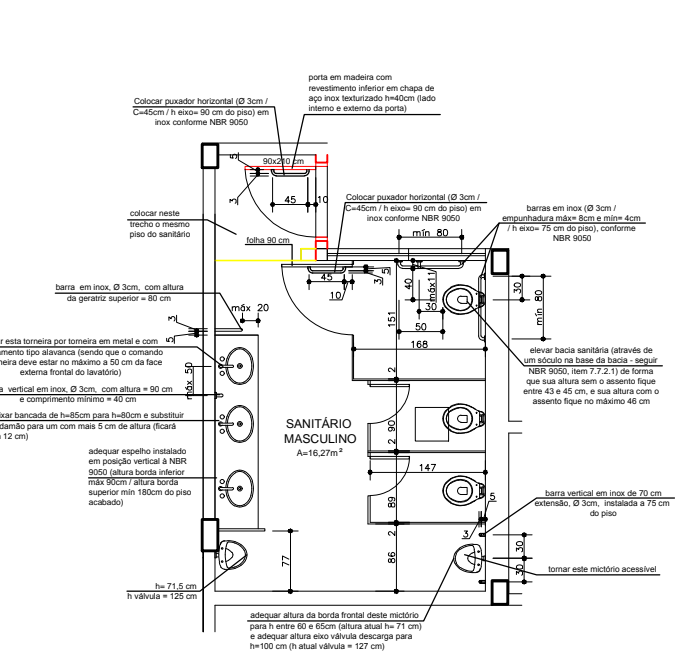 porta em madeira com
revestimento inferior em chapa de
aço inox texturizado h=40cm (lado
interno e externo da porta)
Colocar puxador horizontal (Ø 3cm /
C=45cm / h eixo= 90 cm do piso) em
inox conforme NBR 9050
90x210 cm
5
3
45
10
Colocar puxador horizontal (Ø 3cm /
C=45cm / h eixo= 90 cm do piso) em
inox conforme NBR 9050
barras em inox (Ø 3cm /
empunhadura máx= 8cm e mín= 4cm
/ h eixo= 75 cm do piso), conforme
NBR 9050
colocar neste
trecho o mesmo
piso do sanitário
folha 90 cm
mín 80
45
10
5
3
40
30
50
30
mín 80
151
168
barra em inox, Ø 3cm, com altura
da geratriz superior = 80 cm
máx 20
3
5
esta torneira por torneira em metal e com
tipo alavanca (sendo que o comando
deve estar no máximo a 50 cm da face
externa frontal do lavatório)
máx 50
vertical em inox, Ø 3cm, com altura = 90 cm
e comprimento mínimo = 40 cm
bancada de h=85cm para h=80cm e substituir
para um com mais 5 cm de altura (ficará
12 cm)
elevar bacia sanitária (através de
um sóculo na base da bacia - seguir
NBR 9050, item 7.7.2.1) de forma
que sua altura sem o assento fique
entre 43 e 45 cm, e sua altura com o
assento fique no máximo 46 cm
2
90
2
SANITÁRIO
MASCULINO
A=16,27m²
147
adequar espelho instalado
em posição vertical à NBR
9050 (altura borda inferior
máx 90cm / altura borda
superior mín 180cm do piso
acabado)
89
2
5
3
barra vertical em inox de 70 cm
extensão, Ø 3cm, instalada a 75 cm
do piso
77
86
30
30
tornar este mictório acessível
h= 71,5 cm
h válvula = 125 cm
adequar altura da borda frontal deste mictório
para h entre 60 e 65cm (altura atual h= 71 cm)
e adequar altura eixo válvula descarga para
h=100 cm (h atual válvula = 127 cm)